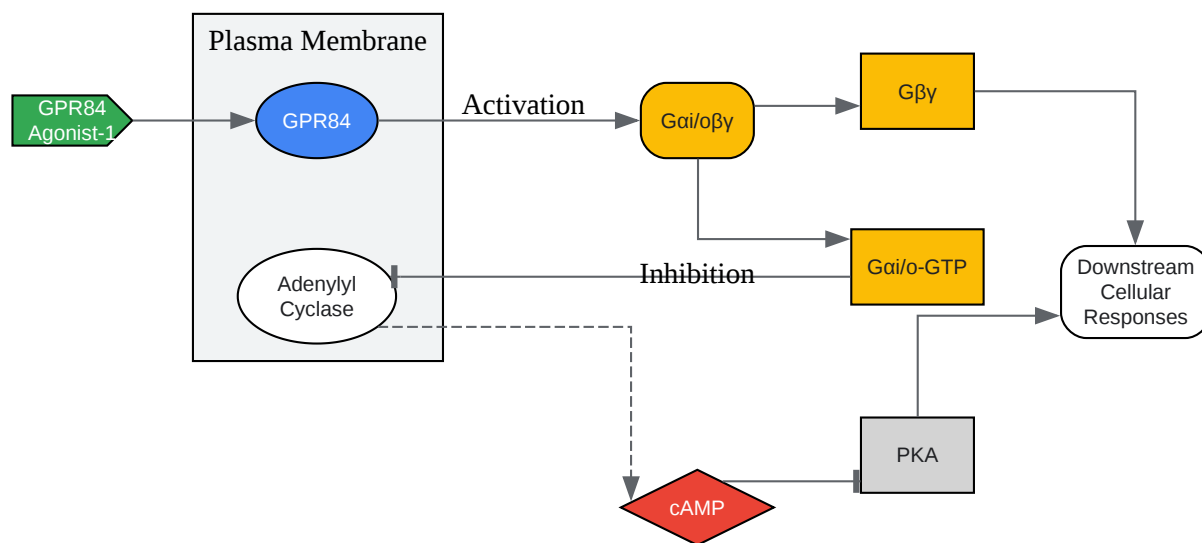 Plasma Membrane
GPR84
Agonist-1
GPR84
Activation
Gαi/oβγ
Gβγ
Adenylyl
Cyclase
Inhibition
Gαi/o-GTP
Downstream
Cellular
Responses
PKA
cAMP